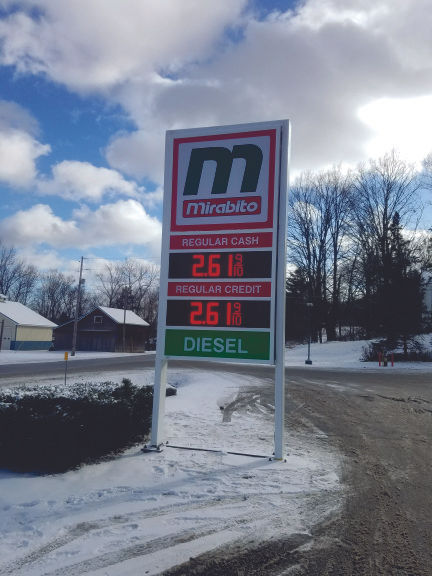 m
mirabito
REGULAR CASH
2.61 9/10
REGULAR CREDIT
2.61 9/10
DIESEL